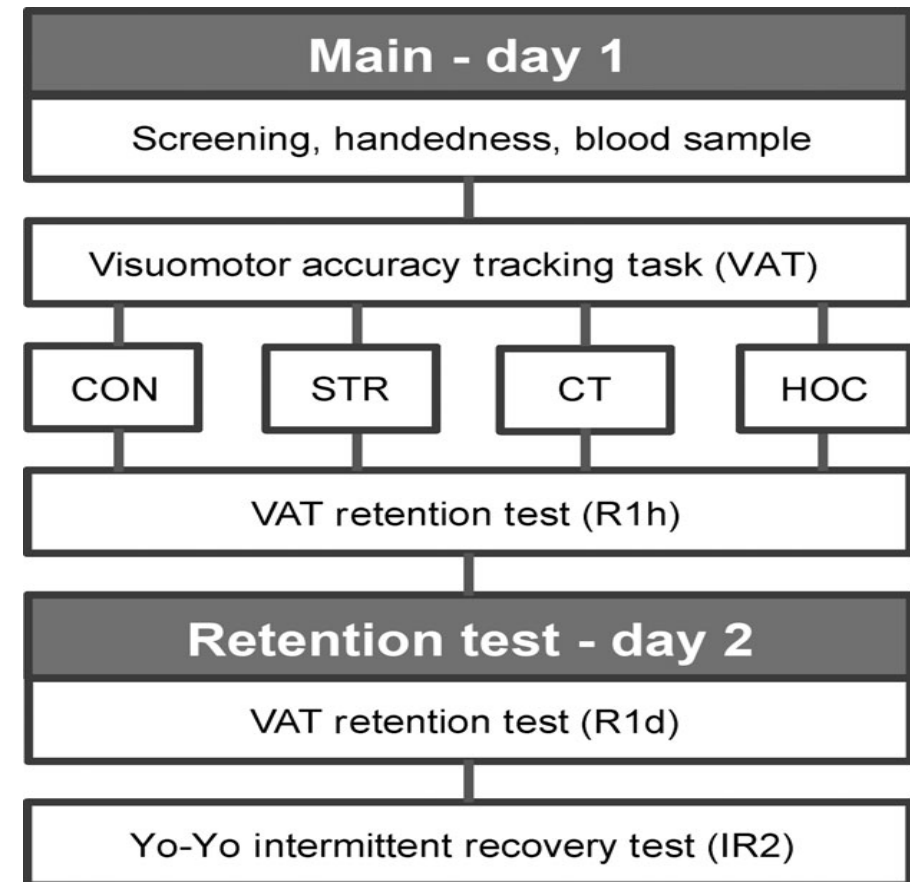 Main - day 1
Screening, handedness, blood sample
Visuomotor accuracy tracking task (VAT)
CON STR CT HOC
VAT retention test (R1h)
Retention test - day 2
VAT retention test (R1d)
Yo-Yo intermittent recovery test (IR2)